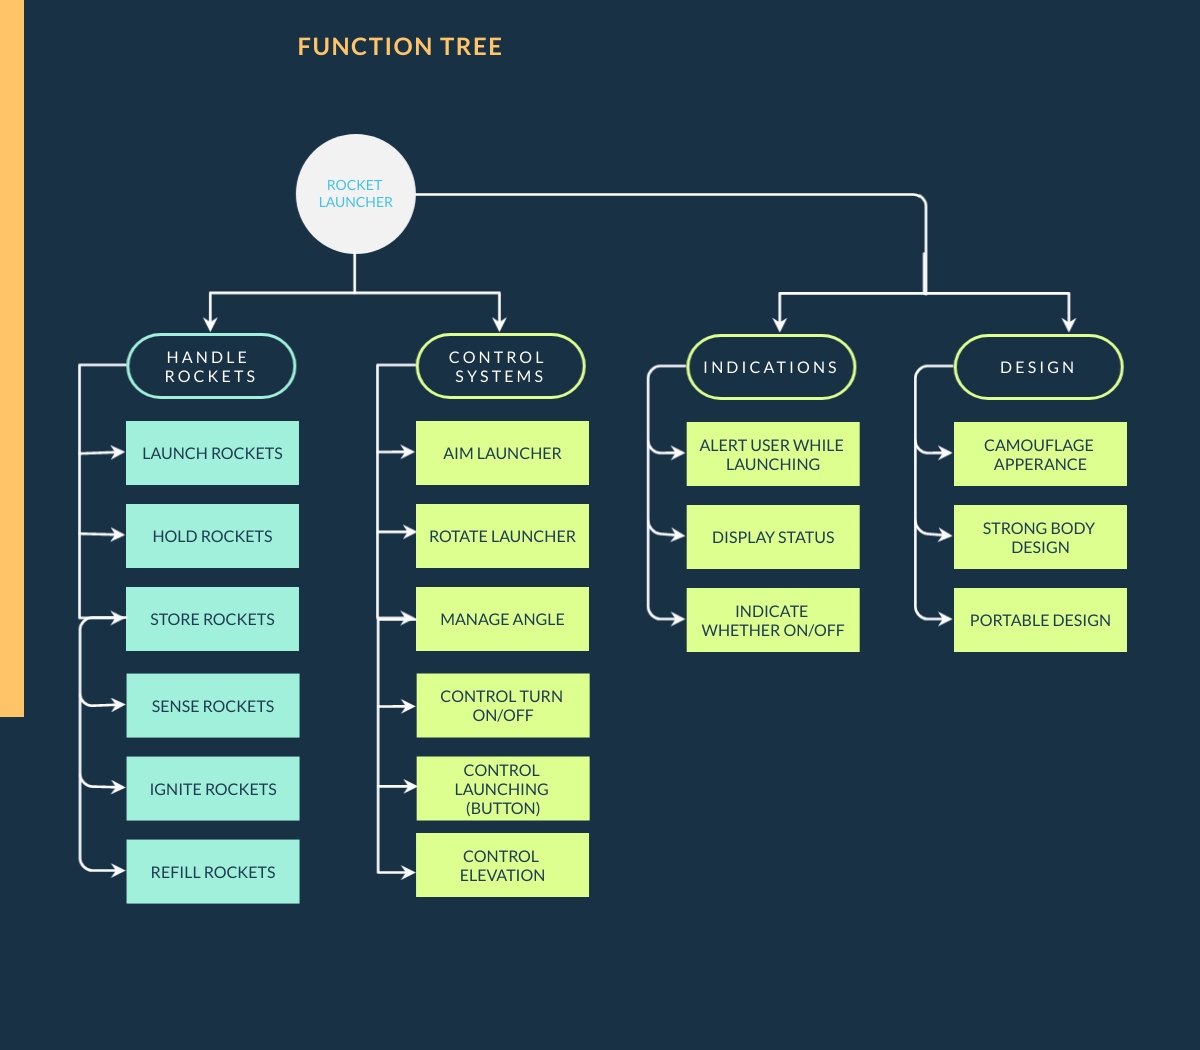 FUNCTION TREE
ROCKET
LAUNCHER
HANDLE
ROCKETS
LAUNCH ROCKETS
HOLD ROCKETS
STORE ROCKETS
SENSE ROCKETS
IGNITE ROCKETS
REFILL ROCKETS
CONTROL
SYSTEMS
AIM LAUNCHER
ROTATE LAUNCHER
MANAGE ANGLE
CONTROL TURN
ON/OFF
CONTROL
LAUNCHING
(BUTTON)
CONTROL
ELEVATION
INDICATIONS
ALERT USER WHILE
LAUNCHING
DISPLAY STATUS
INDICATE
WHETHER ON/OFF
DESIGN
CAMOUFLAGE
APPERANCE
STRONG BODY
DESIGN
PORTABLE DESIGN